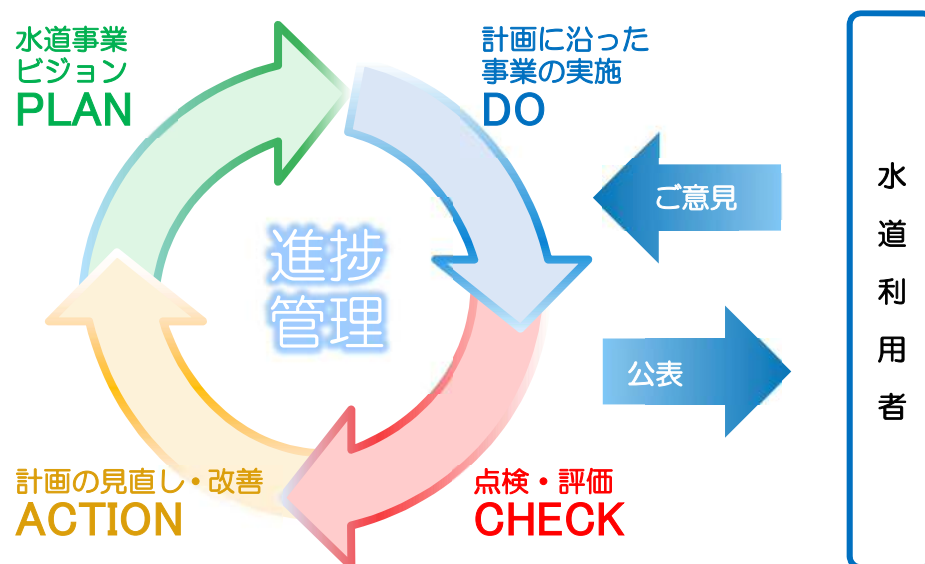 水道事業
ビジョン
PLAN
計画に沿った
事業の実施
DO
進捗
管理
ご意見
公表
水道利用者
計画の見直し・改善
ACTION
点検・評価
CHECK